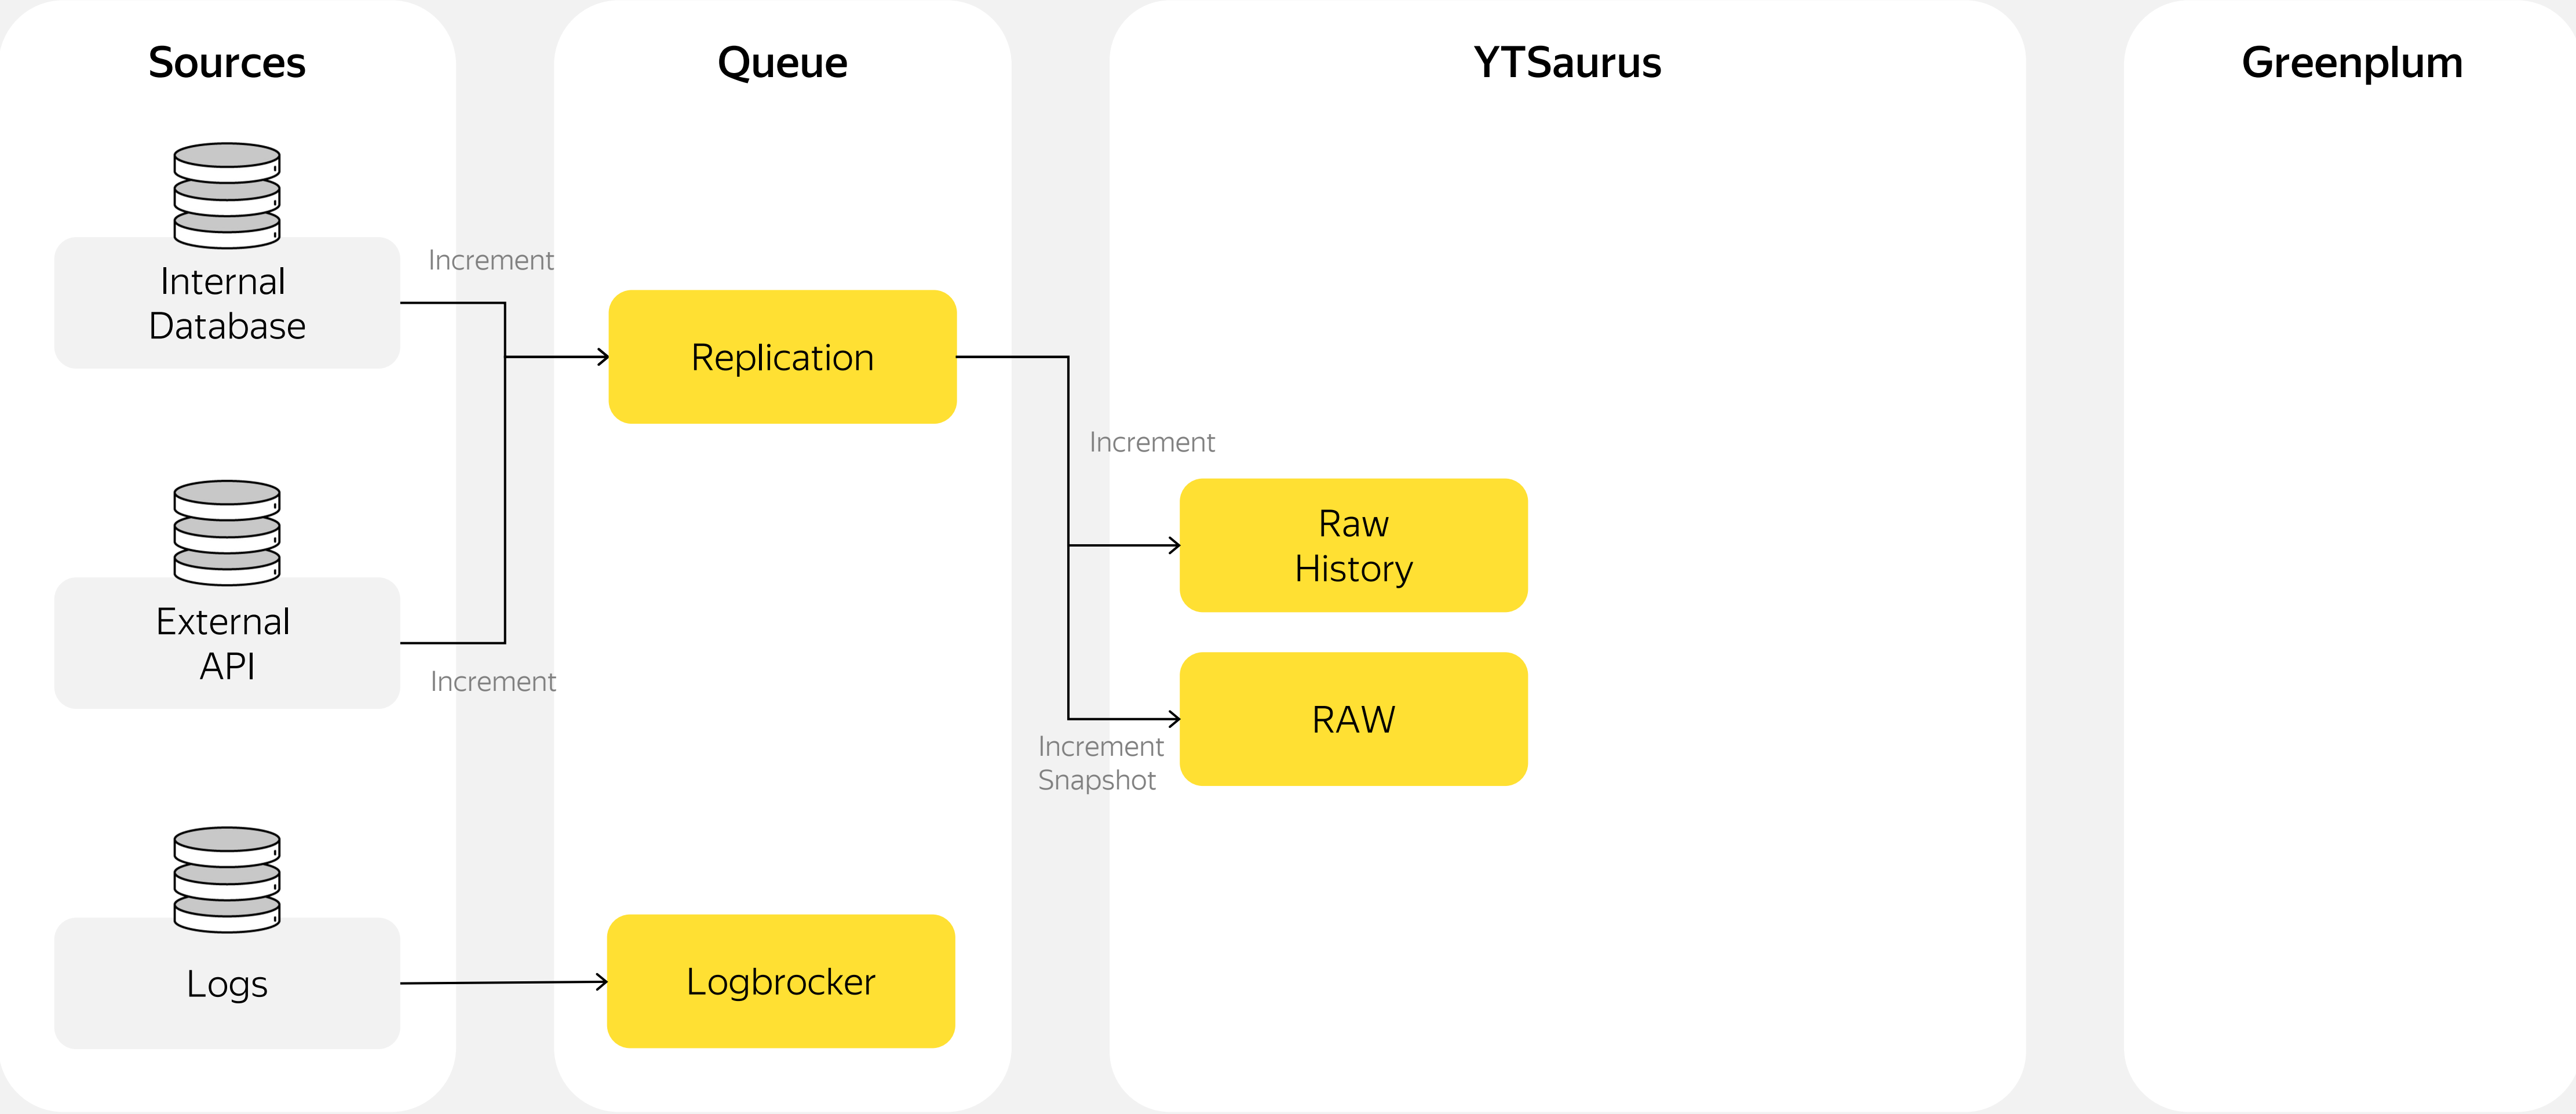 Sources
Queue
YTSaurus
Greenplum
Internal
Database
Increment
Replication
Increment
Raw
History
External
API
Increment
RAW
Increment
Snapshot
Logs
Logbrocker